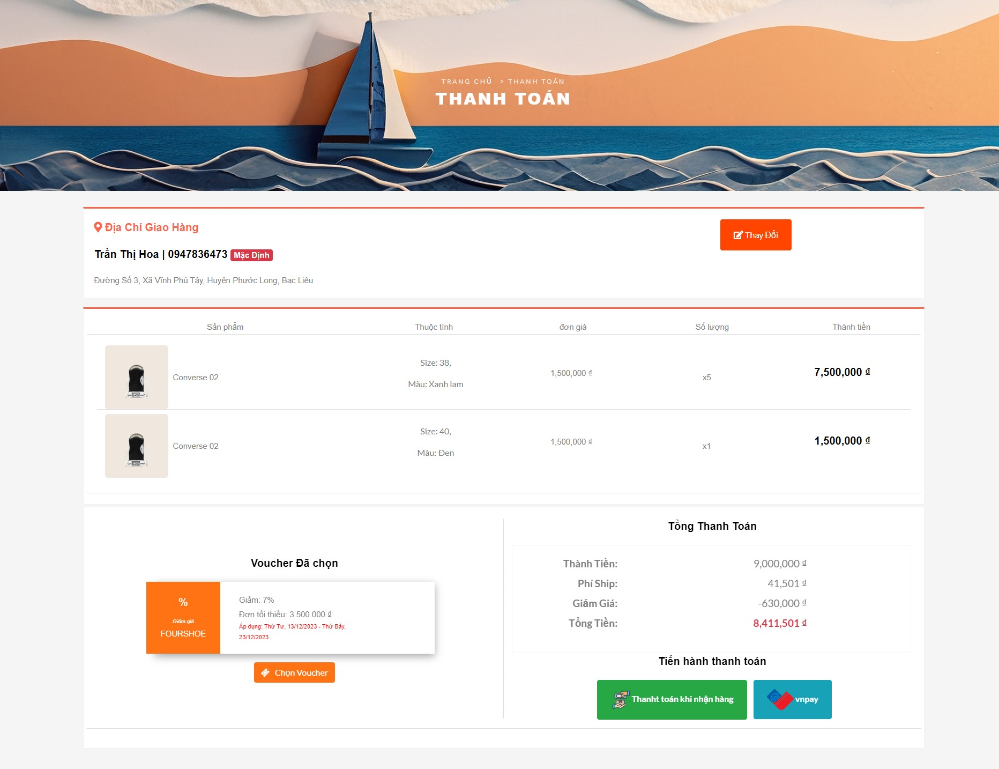 TRANG CHỦ > THANH TOÁN
THANH TOÁN
Địa Chỉ Giao Hàng
Thay Đổi
Trần Thị Hoa | 0947836473 Mặc Định
Đường Số 3, Xã Vĩnh Phú Tây, Huyện Phước Long, Bạc Liêu
Sản phẩm Thuộc tính đơn giá Số lượng Thành tiền
Size: 38,
Converse 02 1,500,000 ₫ x5 7,500,000 ₫
Màu: Xanh lam
Size: 40,
Converse 02 1,500,000 ₫ x1 1,500,000 ₫
Màu: Đen
Voucher Đã chọn
%
Giảm giá
FOURSHOE
Giảm: 7%
Đơn tối thiểu: 3.500.000 ₫
Áp dụng: Thứ Tư, 13/12/2023 - Thứ Bảy,
23/12/2023
Chọn Voucher
Tổng Thanh Toán
Thành Tiền: 9,000,000 ₫
Phí Ship: 41,501 ₫
Giảm Giá: -630,000 ₫
Tổng Tiền: 8,411,501 ₫
Tiến hành thanh toán
Thanht toán khi nhận hàng
vnpay